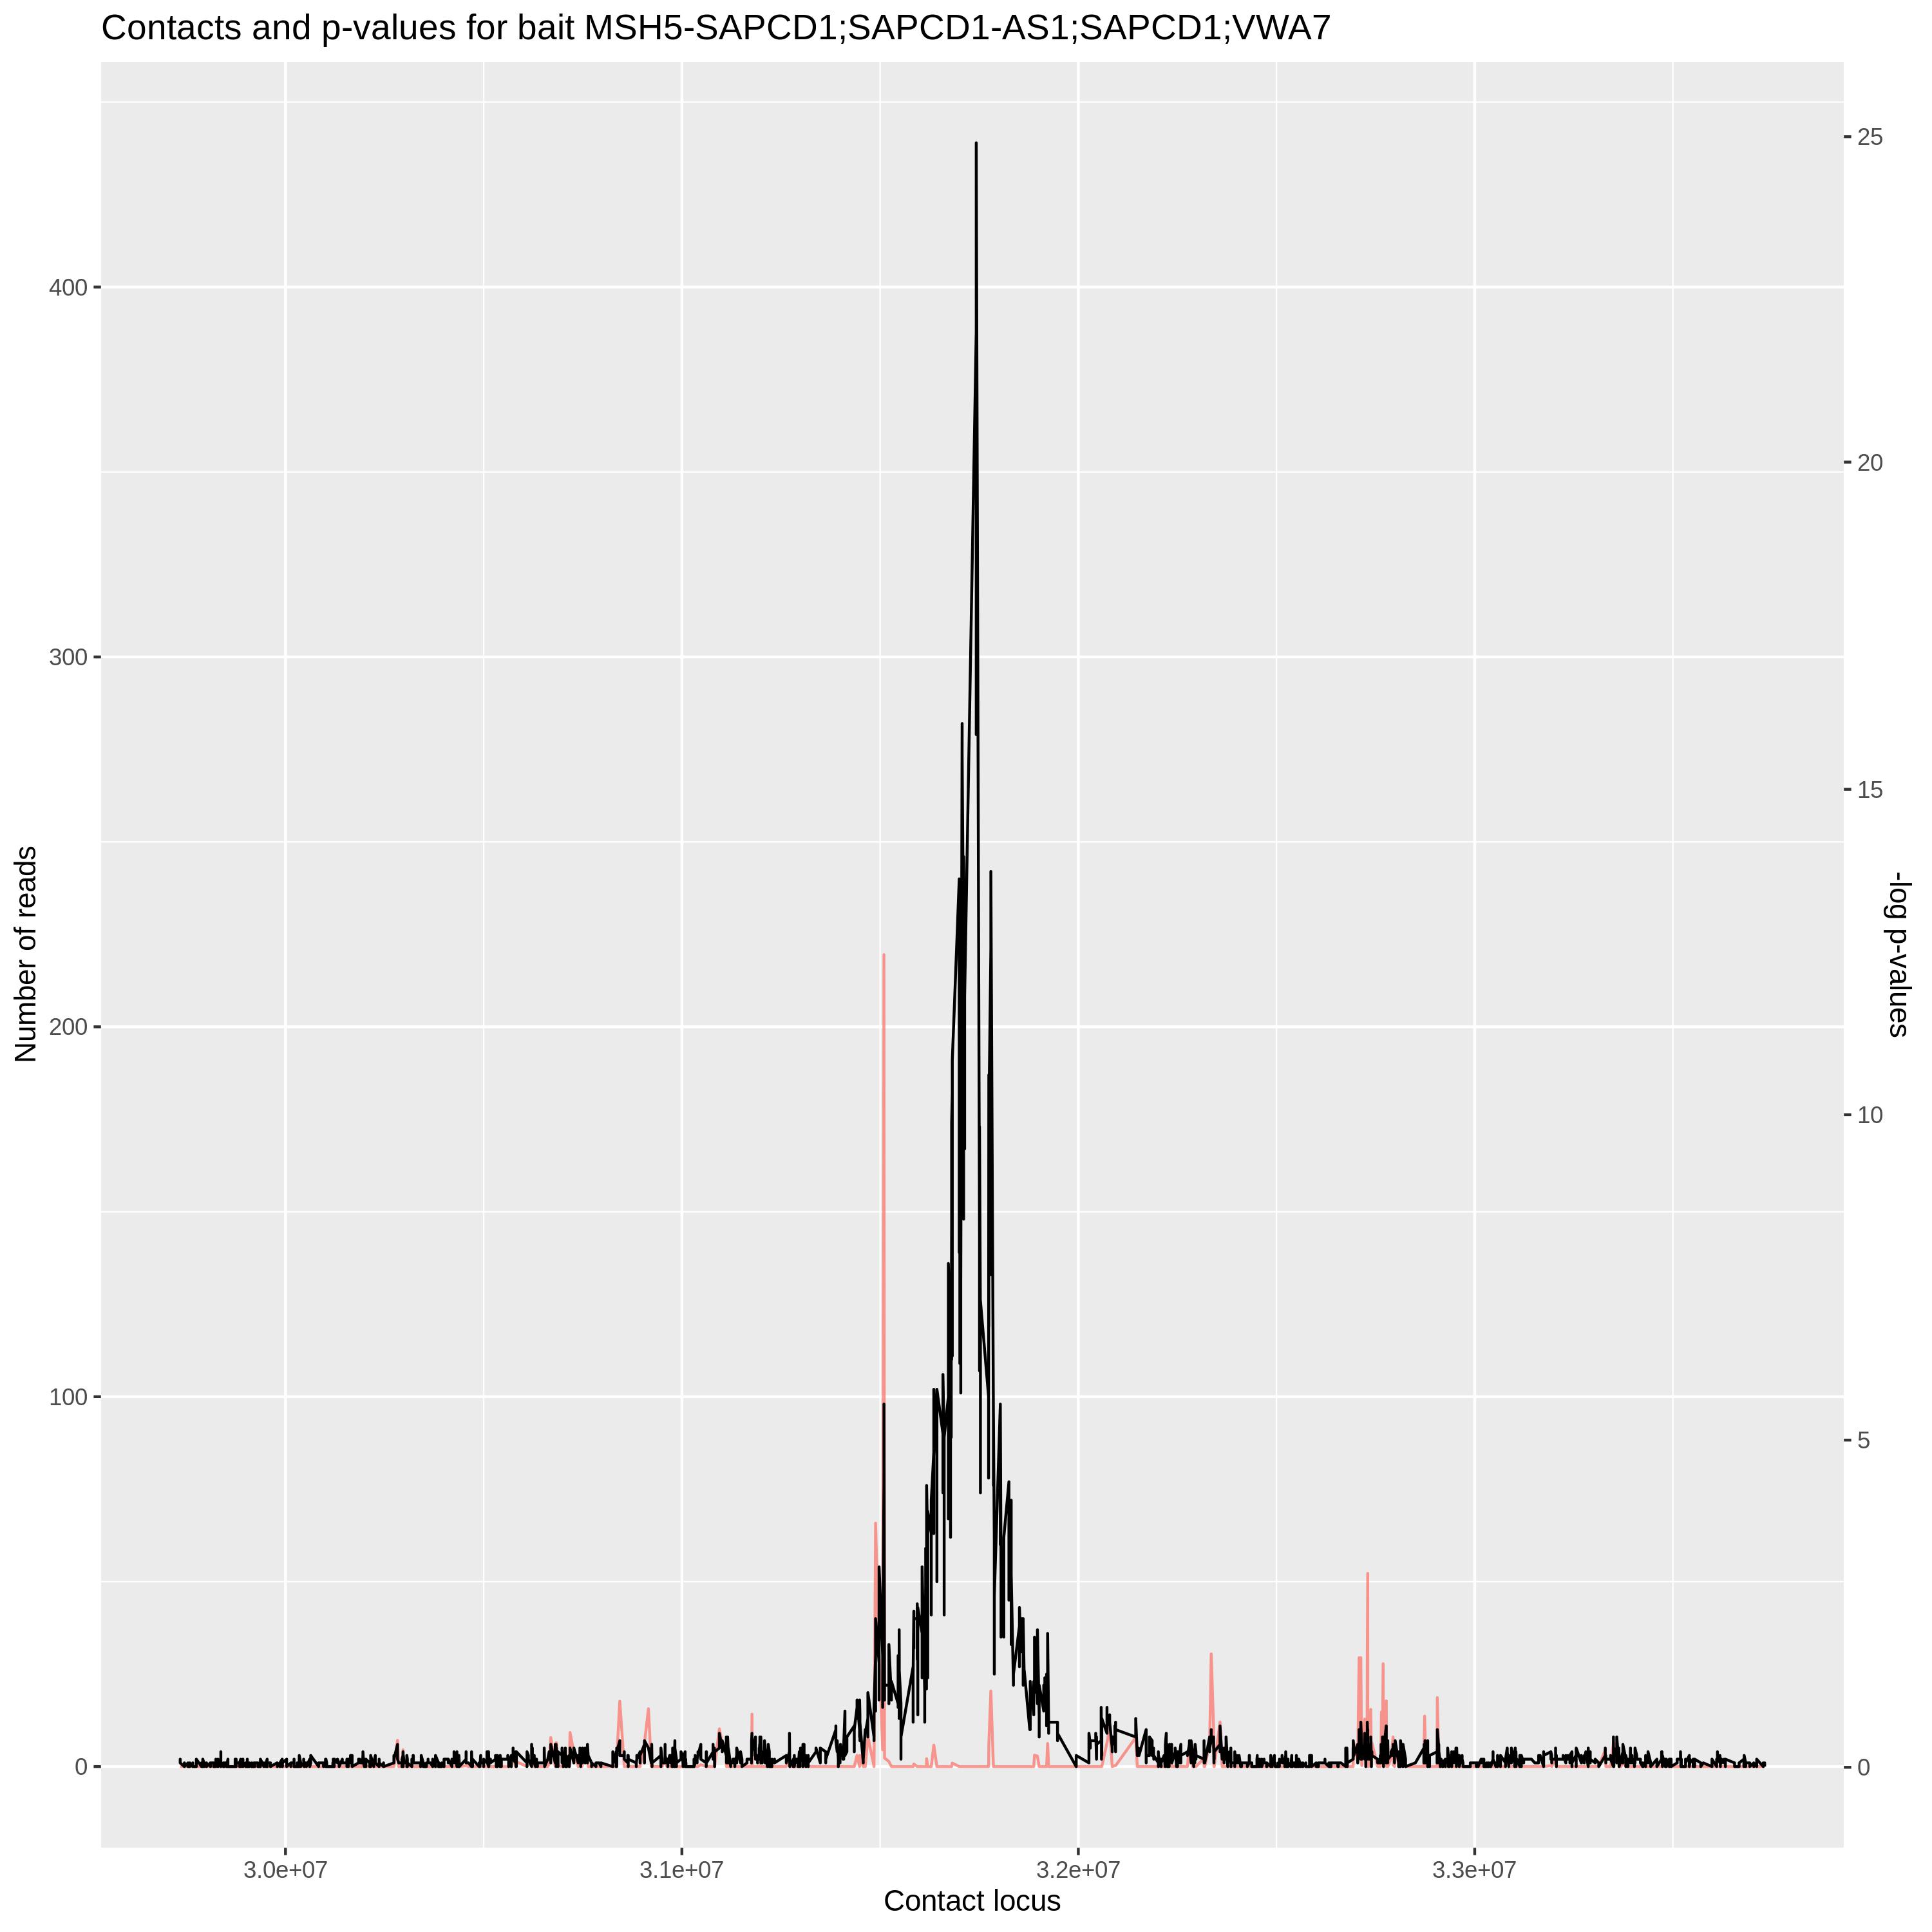 Contacts and p-values for bait MSH5-SAPCD1;SAPCD1-AS1;SAPCD1;VWA7
Number of reads
400
300
200
100
0
25
20
15
10
5
0
-log p-values
3.0e+07
3.1e+07
3.2e+07
3.3e+07
Contact locus